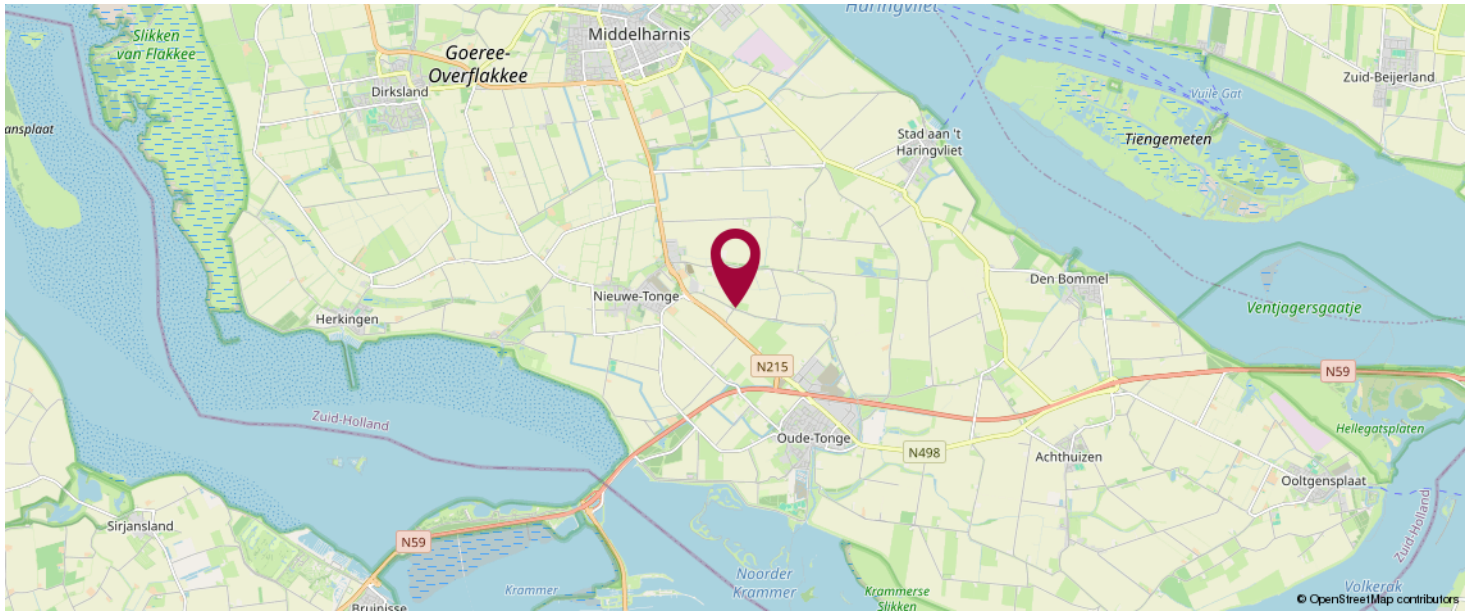 Haringvliet
Slikken
van Flakkee
Goeree-
Overflakkee
Middelharnis
Dirksland
Zuid-Beijerland
Vuile Gat
ansplaat
Stad aan 't
Haringvliet
Tiengemeten
Nieuwe-Tonge
Den Bommel
Herkingen
Ventjagersgaatje
N215
N59
Zuid-Holland
Hellegatsplaten
Oude-Tonge
N498
Achthuizen
Ooltgensplaat
Sirjansland
Zuid-Holland
N59
Krammer
Noorder
Krammer
Krammerse
Slikken
Volkerak
Bruinisse
© OpenStreetMap contributors